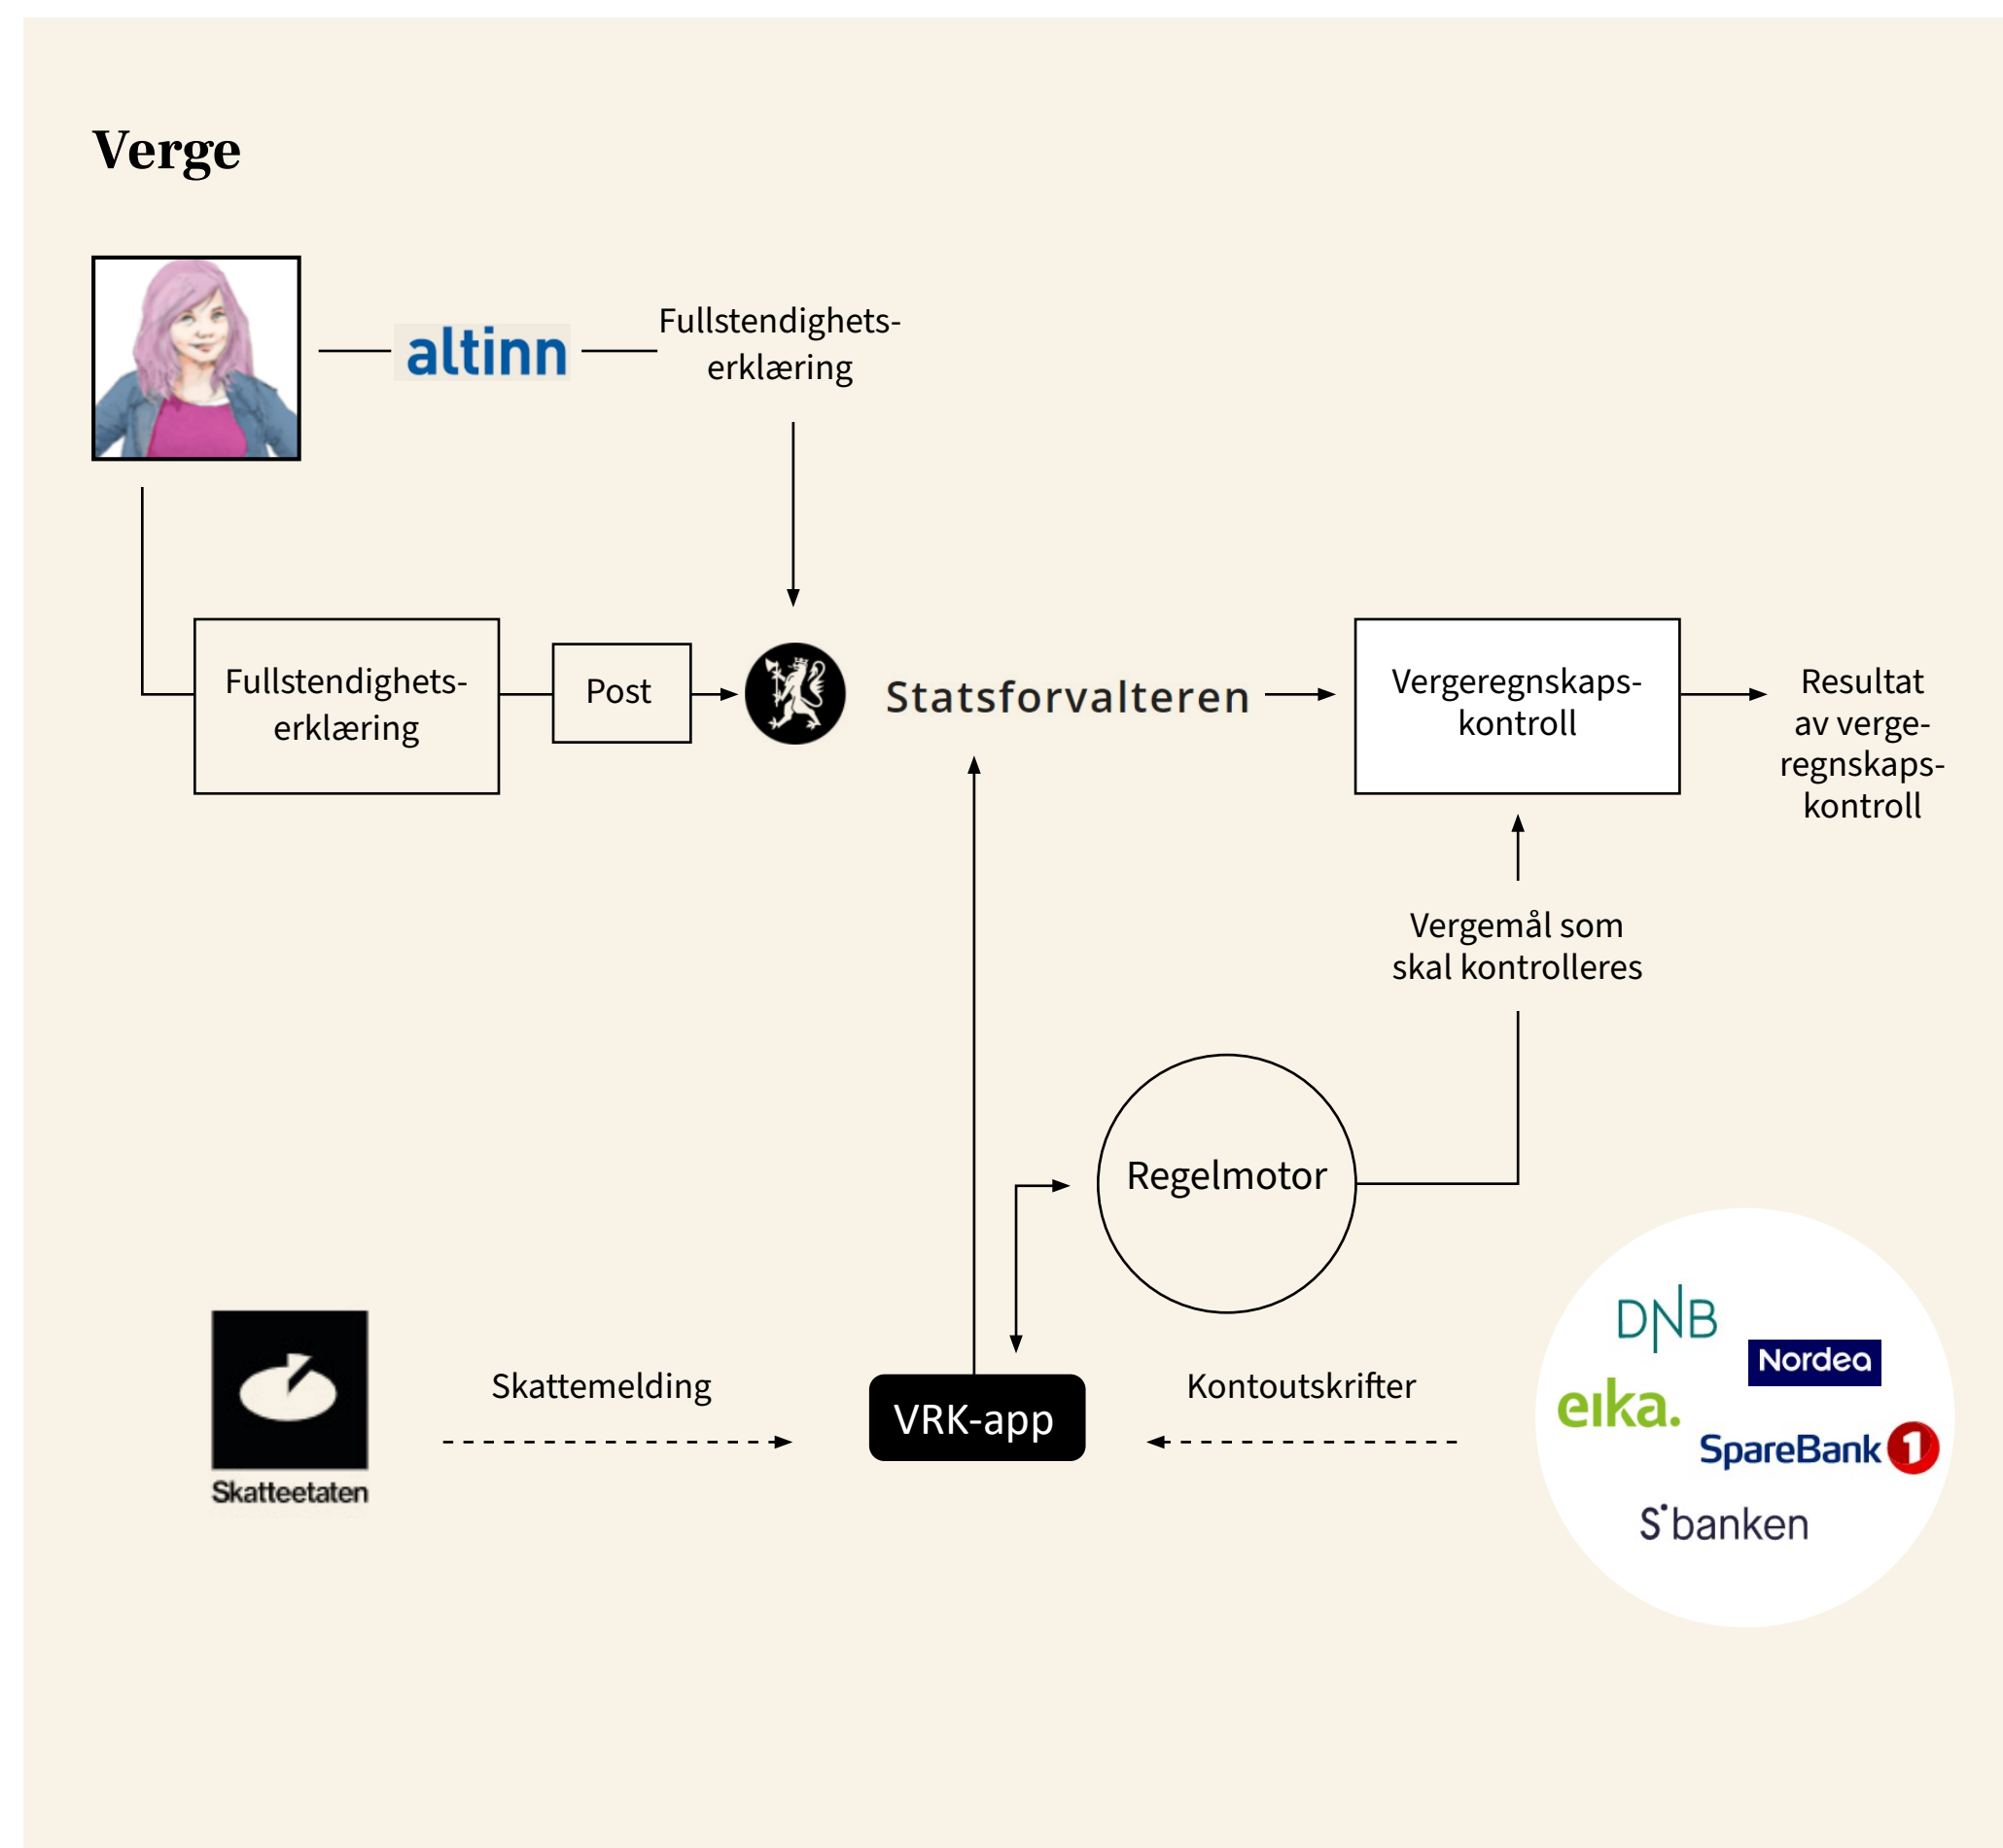 Verge
altinn
Fullstendighets-
erklæring
Fullstendighets-
erklæring
Post
Statsforvalteren
Vergeregnskaps-
kontroll
Resultat
av verge-
regnskaps-
kontroll
Vergemål som
skal kontrolleres
Regelmotor
Skatteetaten
Skattemelding
VRK-app
Kontoutskrifter
DNB
Nordea
eika.
SpareBank 1
S'banken